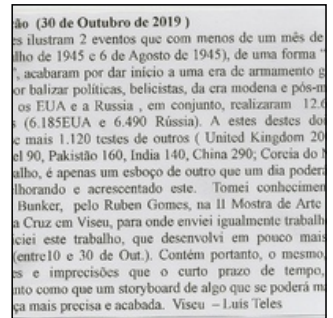 ão (30 de Outubro de 2019 )
es ilustram 2 eventos que com menos de um mês de
lho de 1945 e 6 de Agosto de 1945), de uma forma "
", acabaram por dar início a uma era de armamento g
or balizar políticas, belicistas, da era modena e pós-m
os EUA e a Russia , em conjunto, realizaram 12.6
s (6.185EUA e 6.490 Rússia). A estes destes do
e mais 1.120 testes de outros ( United Kingdom 20
el 90, Pakistão 160, India 140, China 290; Coreia do N
alho, é apenas um esboço de outro que um dia poderá
lhorando e acrescentado este. Tomei conhecimen
Bunker, pelo Ruben Gomes, na II Mostra de Arte
a Cruz em Viseu, para onde enviei igualmente trabalh
ciei este trabalho, que desenvolvi em pouco mais
(entre10 e 30 de Out.). Contém portanto, o mesmo,
es e imprecisões que o curto prazo de tempo,
nto como que um storyboard de algo que se poderá m
ça mais precisa e acabada. Viseu – Luís Teles